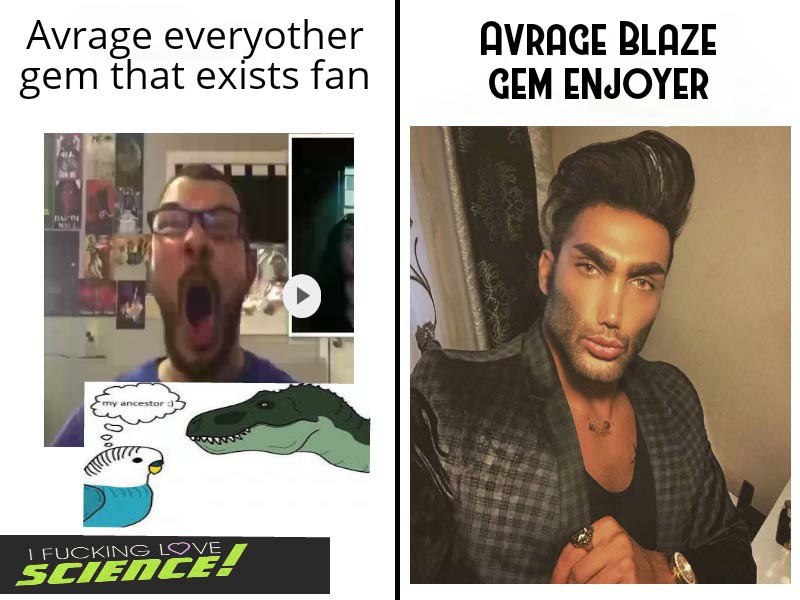 Avrage everyother
gem that exists fan
AVRAGE BLAZE
GEM ENJOYER
my ancestor :)
I FUCKING LOVE
SCIENCE!